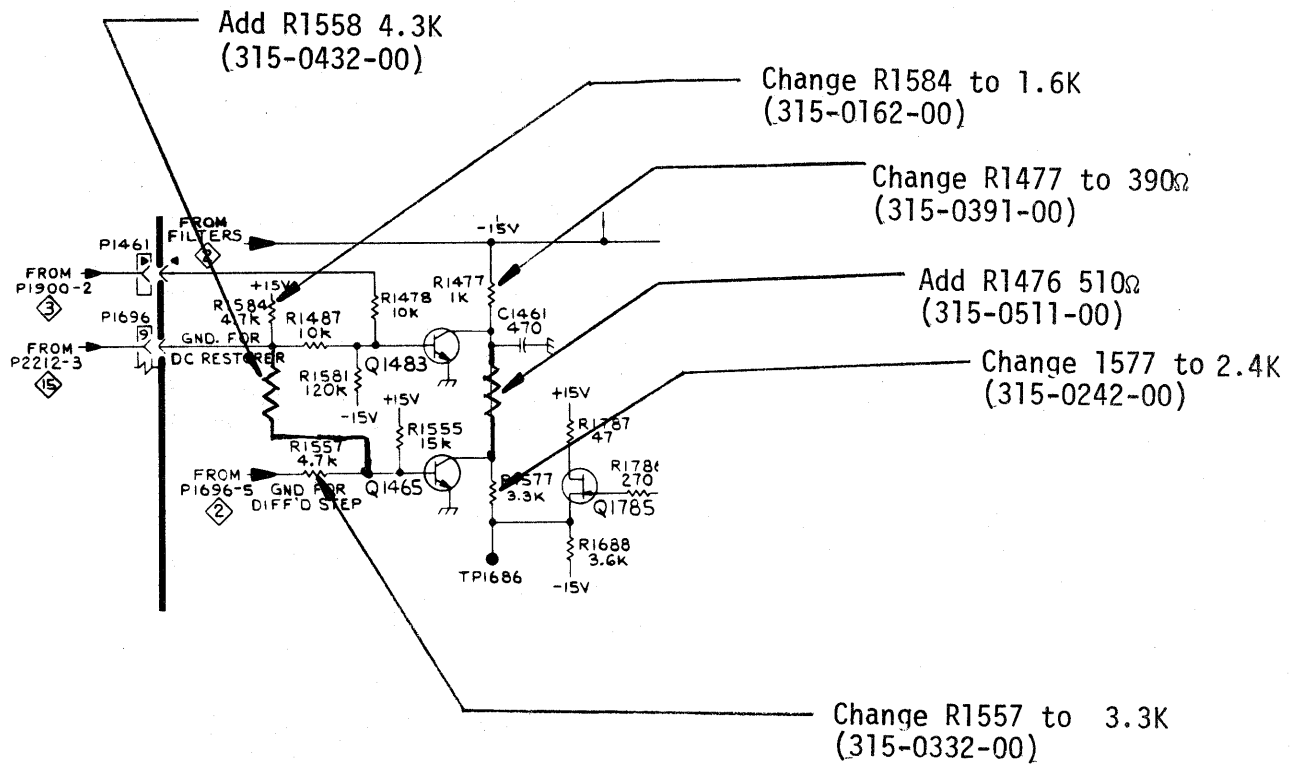 Add R1558 4.3K
(315-0432-00)
Change R1584 to 1.6K
(315-0162-00)
Change R1477 to 390Ω
(315-0391-00)
Add R1476 510Ω
(315-0511-00)
Change 1577 to 2.4K
(315-0242-00)
Change R1557 to 3.3K
(315-0332-00)
FROM
FILTERS
2
-15V
P1461
FROM
P1900-2
3
+15V
R1584
4.7K
R1478
10K
R1477
1K
C1461
470
P1696
9
GND. FOR
DC RESTORER
R1487
10K
Q1483
FROM
P2212-3
15
R1581
120K
-15V
+15V
R1555
15K
+15V
R1787
47
R1557
4.7K
FROM
P1696-5
2
GND FOR
DIFF'D STEP
Q1465
R1577
3.3K
R1786
270
Q1785
R1688
3.6K
-15V
TP1686